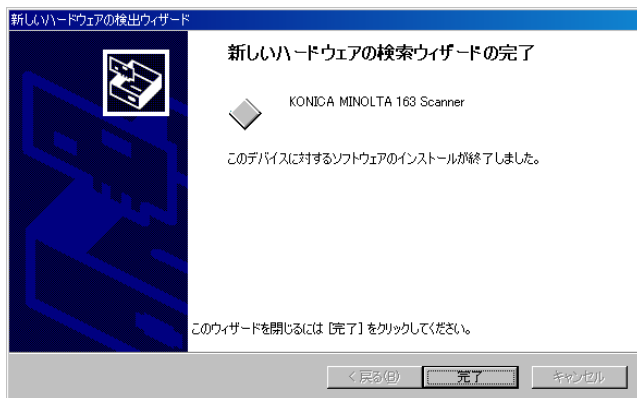 新しいハードウェアの検出ウィザード
新しいハードウェアの検索ウィザードの完了
KONICA MINOLTA 163 Scanner
このデバイスに対するソフトウェアのインストールが終了しました。
このウィザードを閉じるには [完了] をクリックしてください。
< 戻る(B)
完了
キャンセル